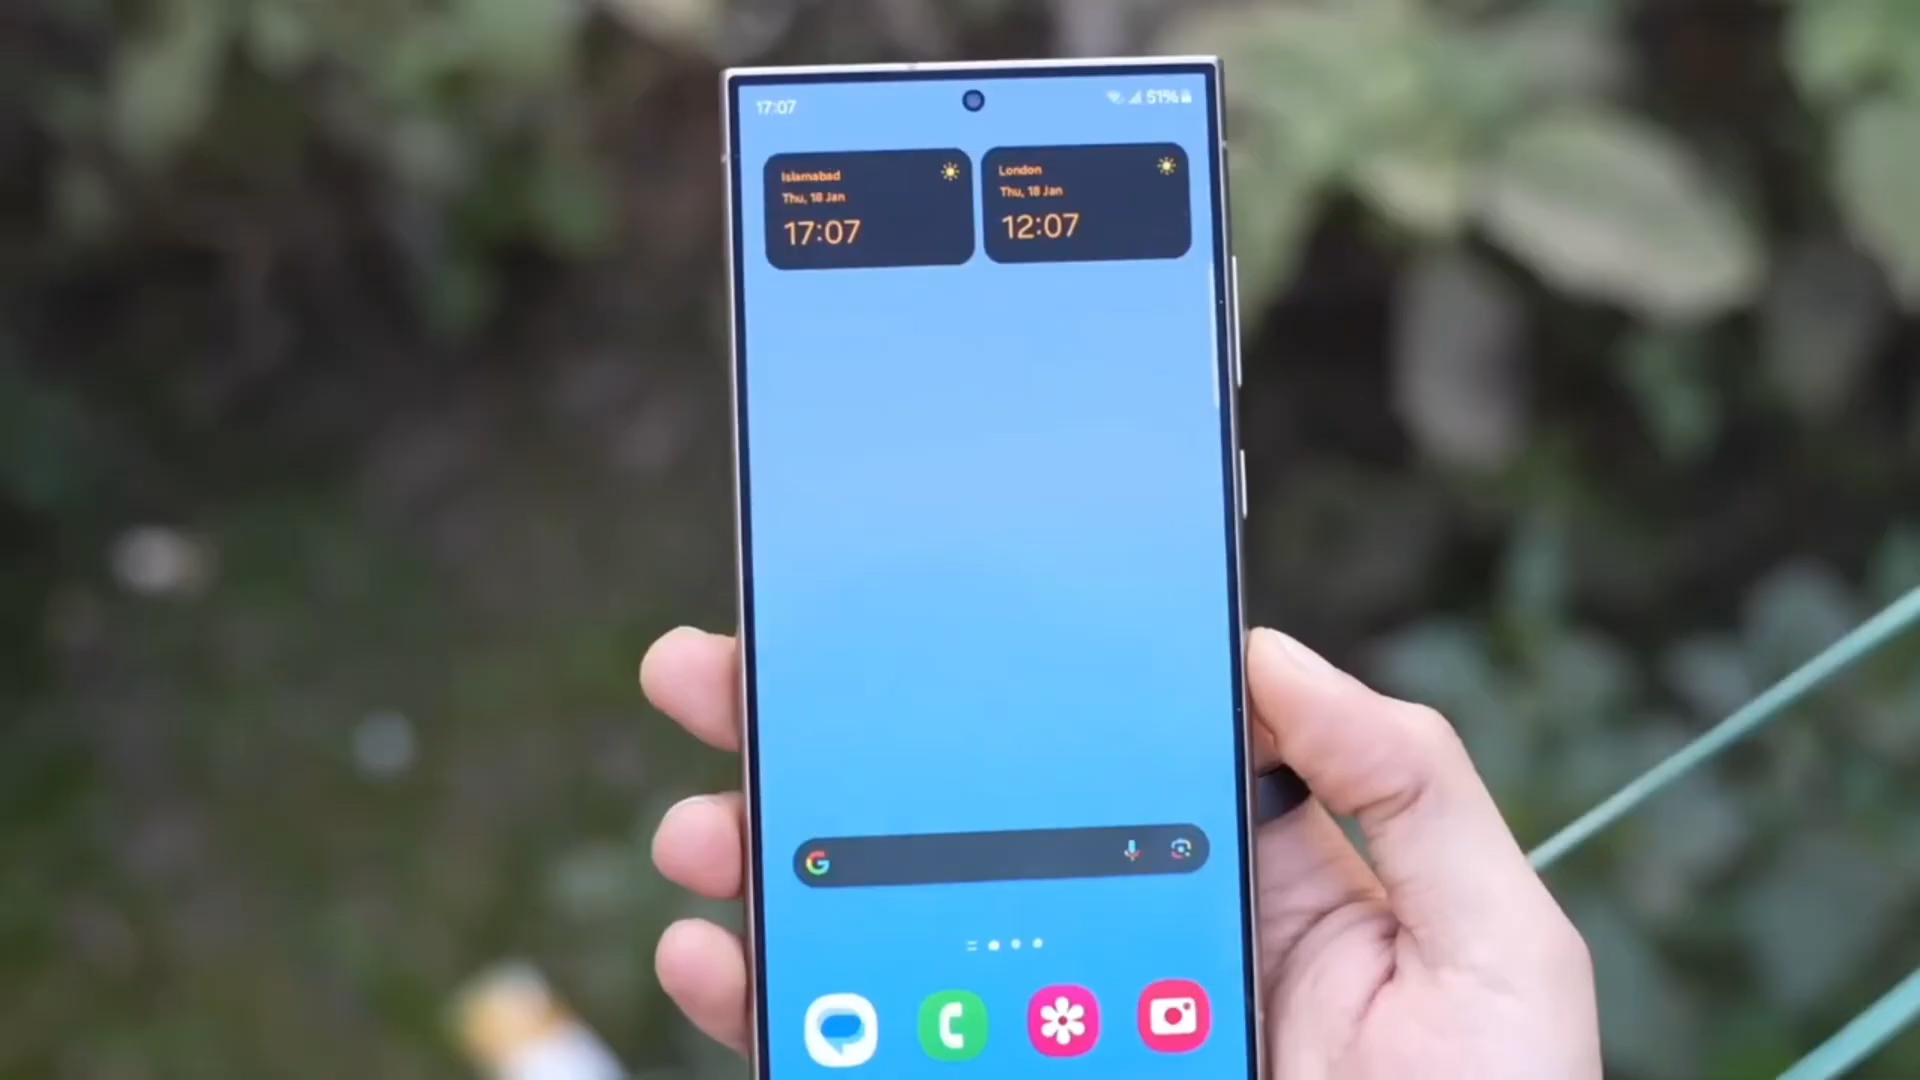 17:07
51%
Islamabad
Thu, 18 Jan
17:07
London
Thu, 18 Jan
12:07
G